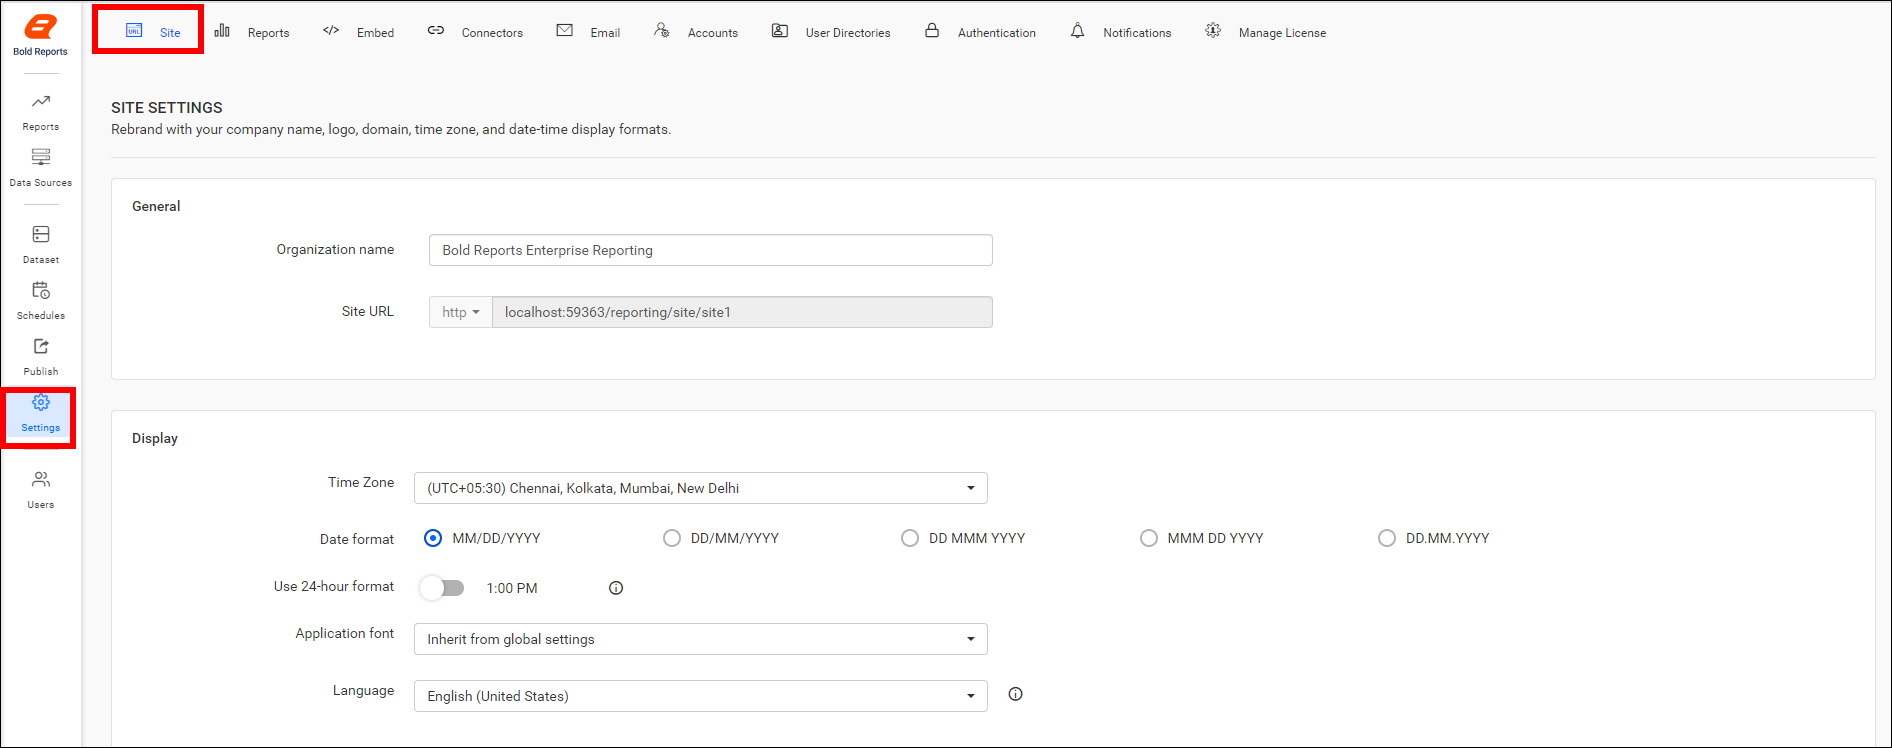 Bold Reports
Reports
Data Sources
Dataset
Schedules
Publish
Settings
Users
URL Site Reports </> Embed Connectors Email Accounts User Directories Authentication Notifications Manage License
SITE SETTINGS
Rebrand with your company name, logo, domain, time zone, and date-time display formats.
General
Organization name Bold Reports Enterprise Reporting
Site URL http localhost:59363/reporting/site/site1
Display
Time Zone (UTC+05:30) Chennai, Kolkata, Mumbai, New Delhi
Date format MM/DD/YYYY DD/MM/YYYY DD MMM YYYY MMM DD YYYY DD.MM.YYYY
Use 24-hour format 1:00 PM
Application font Inherit from global settings
Language English (United States)